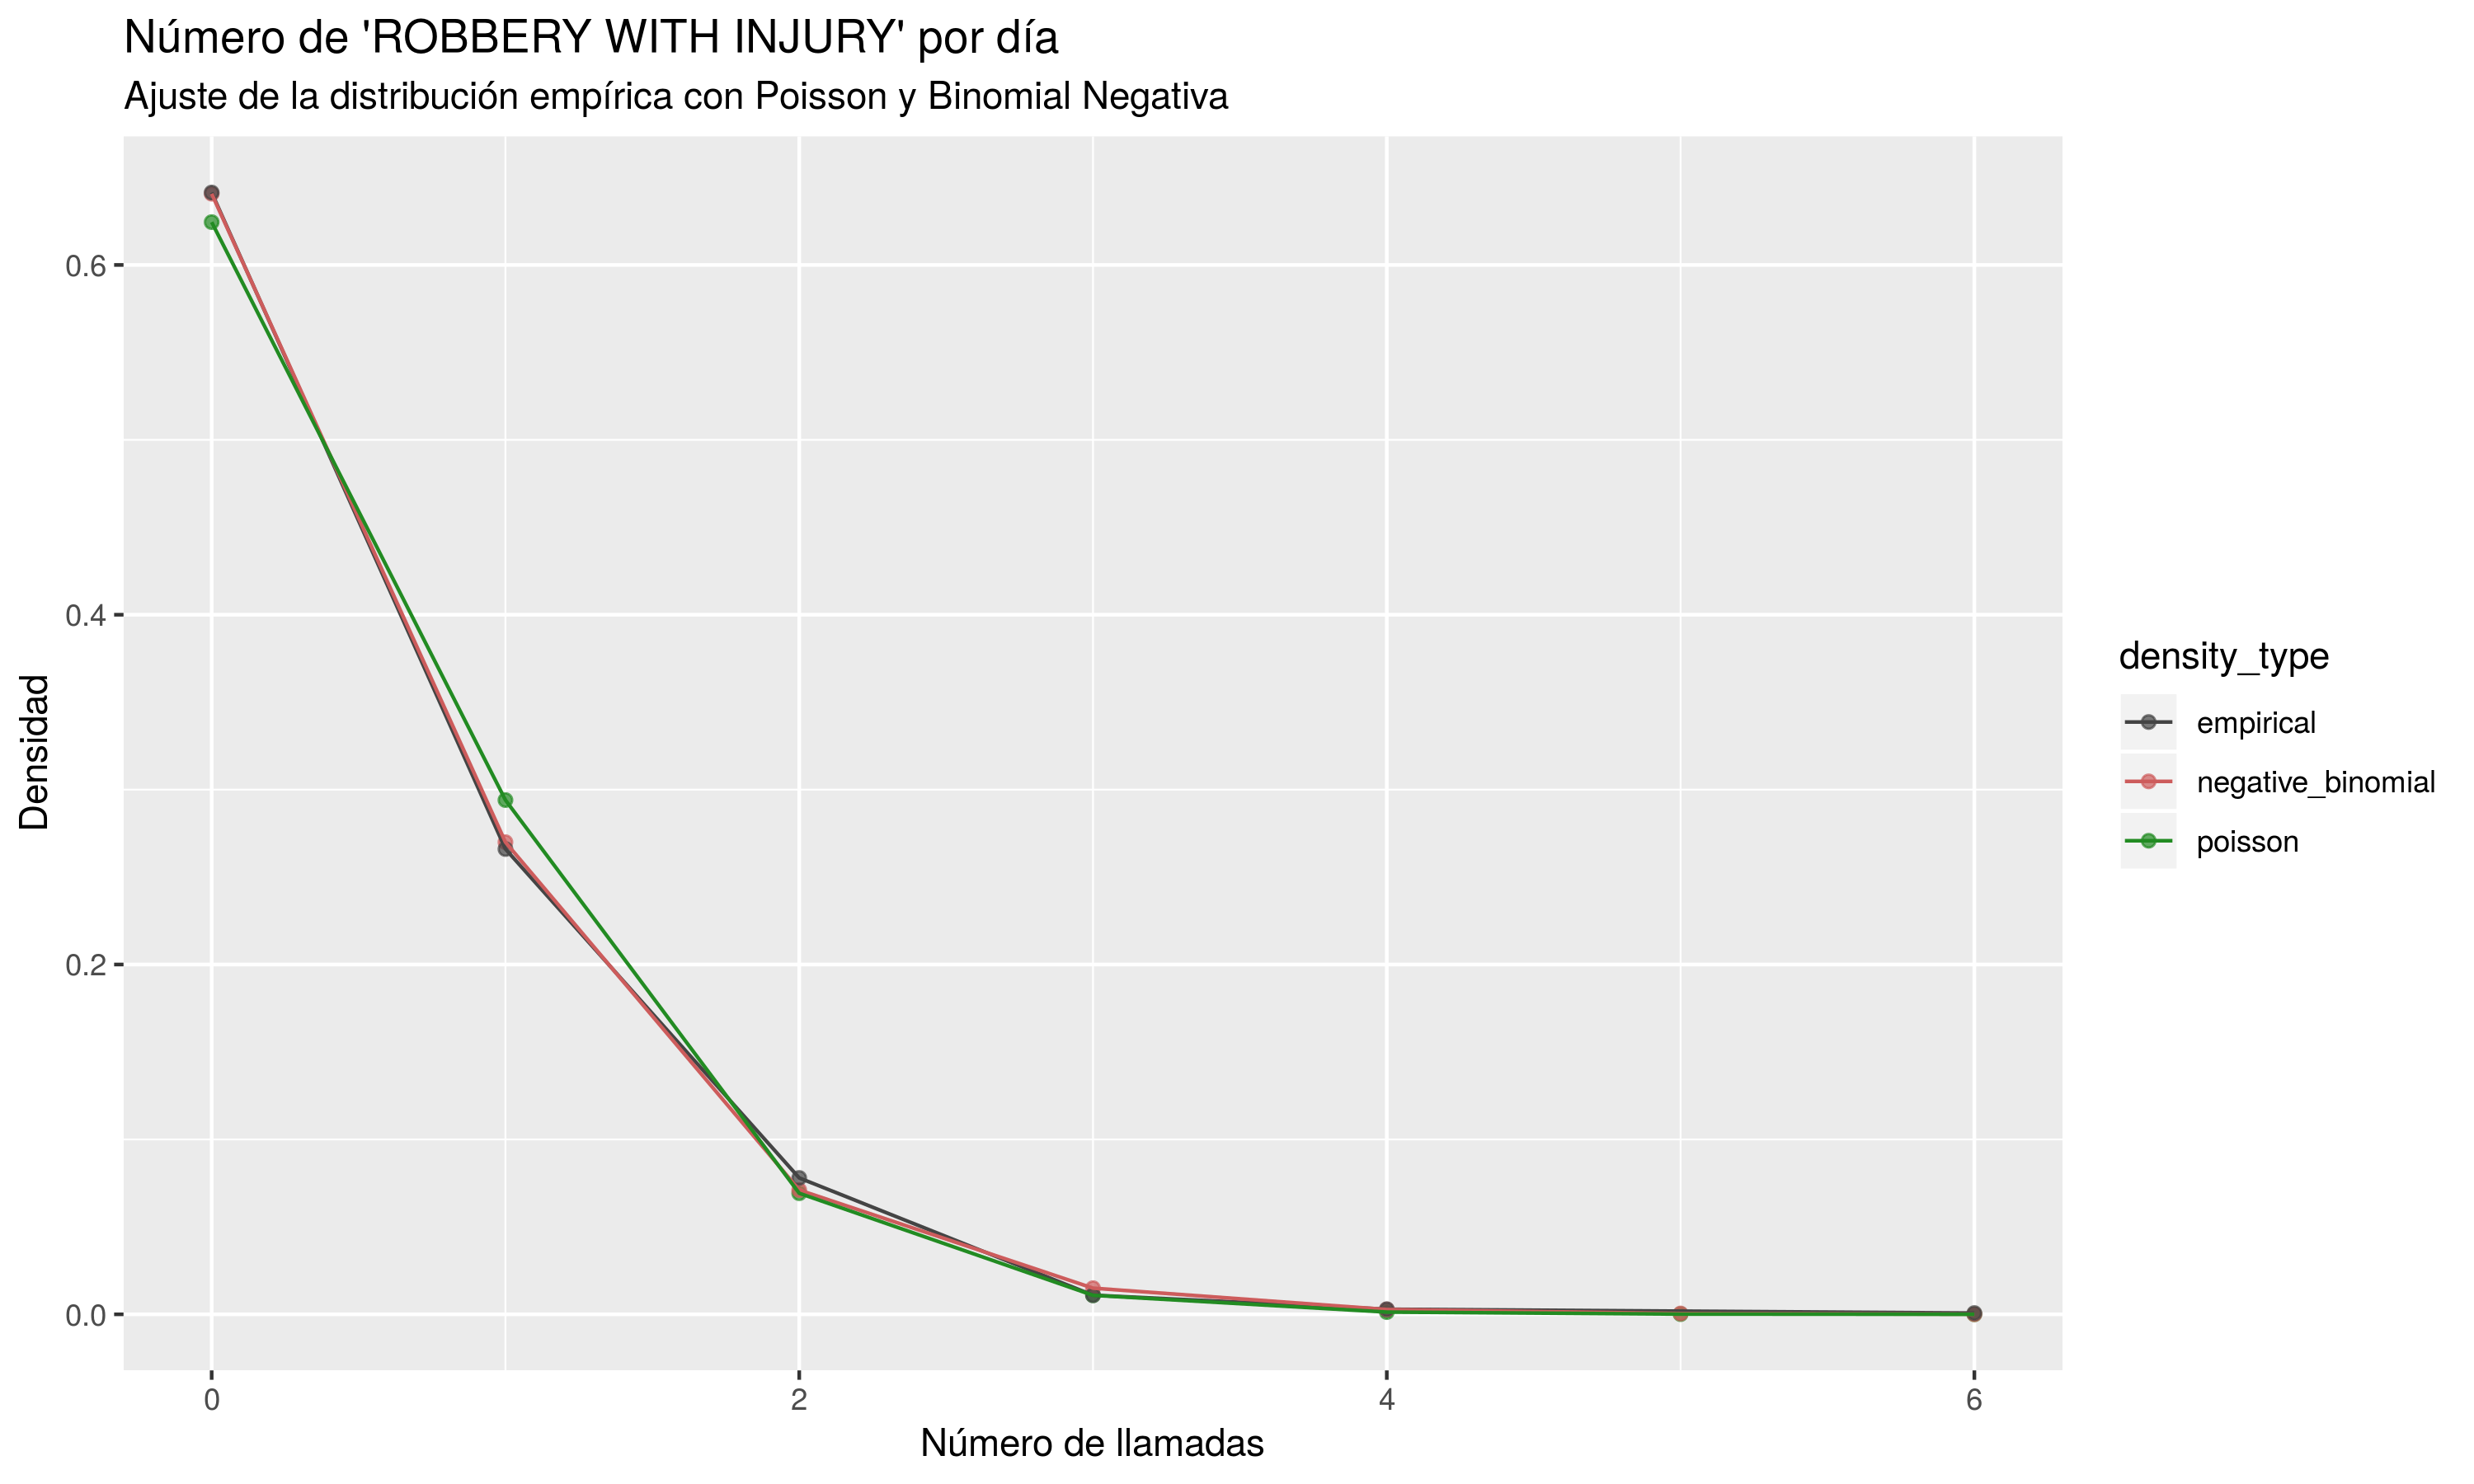 Número de 'ROBBERY WITH INJURY' por día
Ajuste de la distribución empírica con Poisson y Binomial Negativa
Densidad
0.6
0.4
0.2
0.0
0
2
4
6
Número de llamadas
density_type
empirical
negative_binomial
poisson